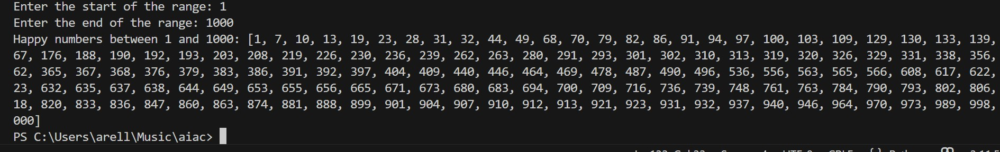 Enter the start of the range: 1
Enter the end of the range: 1000
Happy numbers between 1 and 1000: [1, 7, 10, 13, 19, 23, 28, 31, 32, 44, 49, 68, 70, 79, 82, 86, 91, 94, 97, 100, 103, 109, 129, 130, 133, 139,
67, 176, 188, 190, 192, 193, 203, 208, 219, 226, 230, 236, 239, 262, 263, 280, 291, 293, 301, 302, 310, 313, 319, 320, 326, 329, 331, 338, 356,
62, 365, 367, 368, 376, 379, 383, 386, 391, 392, 397, 404, 409, 440, 446, 464, 469, 478, 487, 490, 496, 536, 556, 563, 565, 566, 608, 617, 622,
23, 632, 635, 637, 638, 644, 649, 653, 655, 656, 665, 671, 673, 680, 683, 694, 700, 709, 716, 736, 739, 748, 761, 763, 784, 790, 793, 802, 806,
18, 820, 833, 836, 847, 860, 863, 874, 881, 888, 899, 901, 904, 907, 910, 912, 913, 921, 923, 931, 932, 937, 940, 946, 964, 970, 973, 989, 998,
000]
PS C:\Users\arell\Music\aiac>